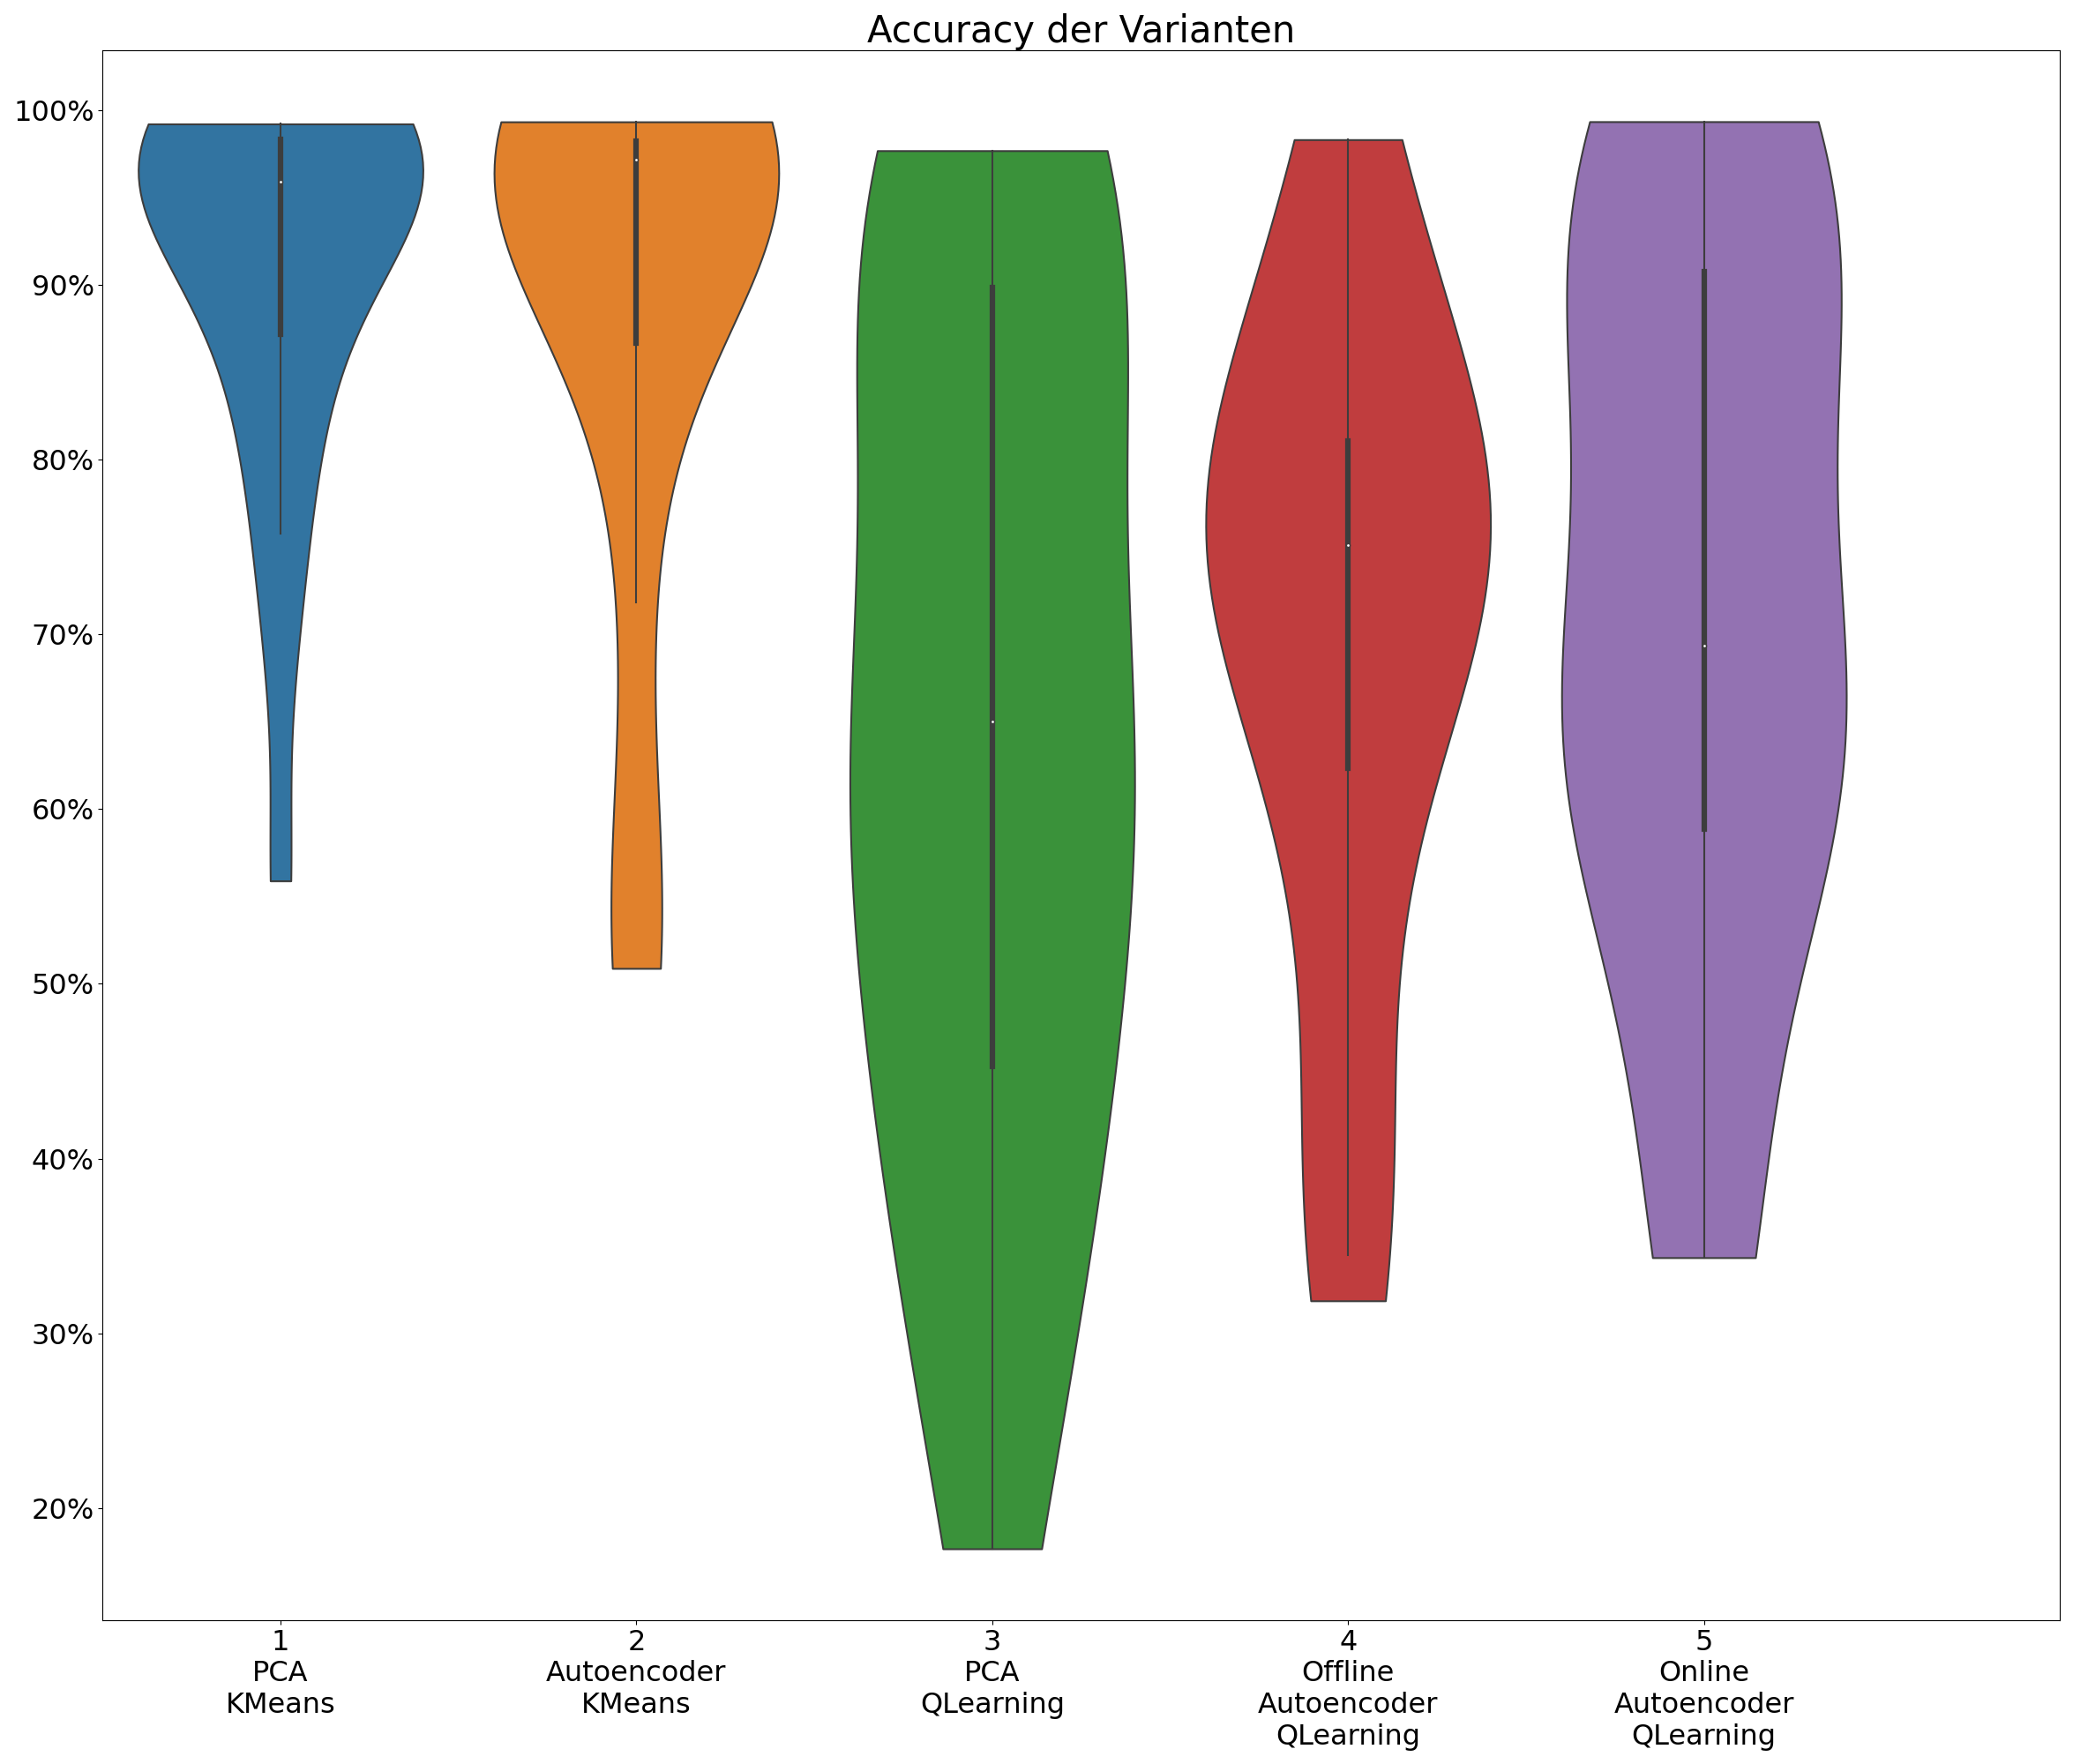 Accuracy der Varianten
100%
90%
80%
70%
60%
50%
40%
30%
20%
1
PCA
KMeans
2
Autoencoder
KMeans
3
PCA
QLearning
4
Offline
Autoencoder
QLearning
5
Online
Autoencoder
QLearning